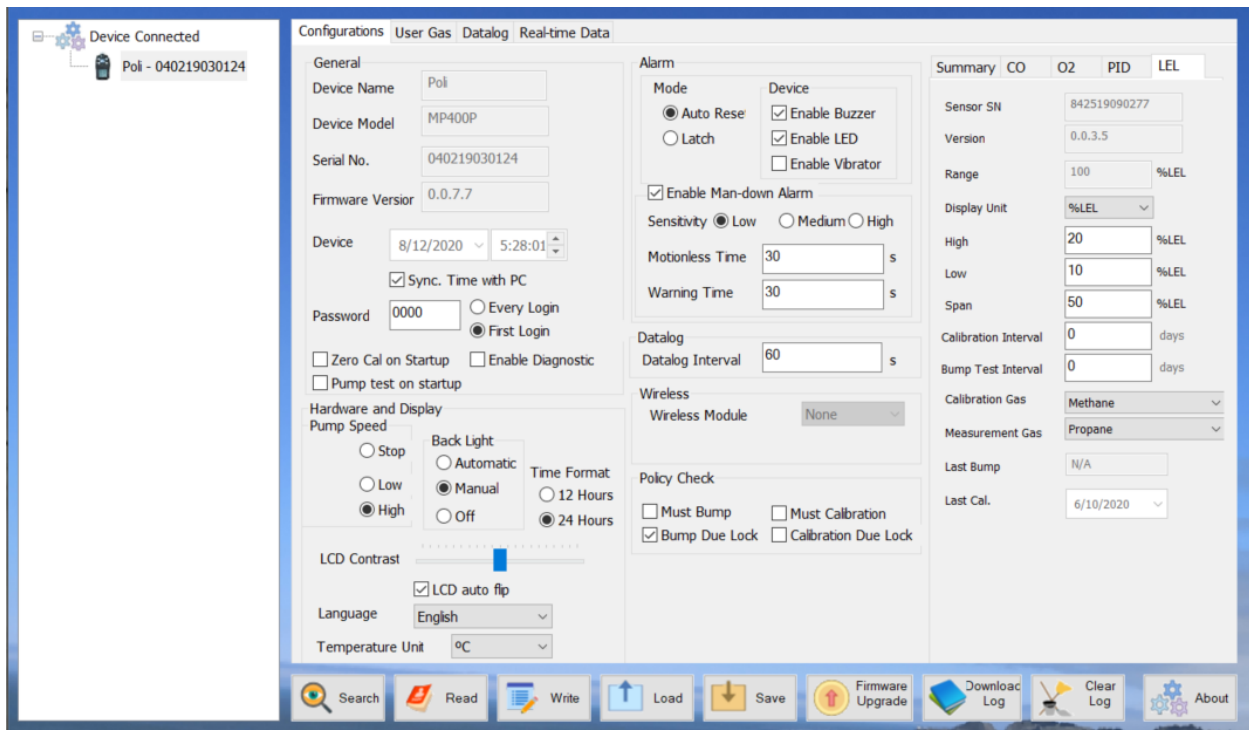 Device Connected
Poli - 040219030124
Configurations User Gas Datalog Real-time Data
General
Device Name Poli
Device Model MP400P
Serial No. 040219030124
Firmware Versior 0.0.7.7
Device 8/12/2020 5:28:01
Sync. Time with PC
Password 0000 Every Login
First Login
Zero Cal on Startup Enable Diagnostic
Pump test on startup
Hardware and Display
Pump Speed
Stop
Low
High
Back Light
Automatic
Manual
Off
Time Format
12 Hours
24 Hours
LCD Contrast
LCD auto flip
Language English
Temperature Unit ºC
Alarm
Mode
Auto Rese
Latch
Device
Enable Buzzer
Enable LED
Enable Vibrator
Enable Man-down Alarm
Sensitivity Low Medium High
Motionless Time 30 s
Warning Time 30 s
Datalog
Datalog Interval 60 s
Wireless
Wireless Module None
Policy Check
Must Bump Must Calibration
Bump Due Lock Calibration Due Lock
Summary CO O2 PID LEL
Sensor SN 842519090277
Version 0.0.3.5
Range 100 %LEL
Display Unit %LEL
High 20 %LEL
Low 10 %LEL
Span 50 %LEL
Calibration Interval 0 days
Bump Test Interval 0 days
Calibration Gas Methane
Measurement Gas Propane
Last Bump N/A
Last Cal. 6/10/2020
Search Read Write Load Save Firmware Upgrade Downloac Log Clear Log About